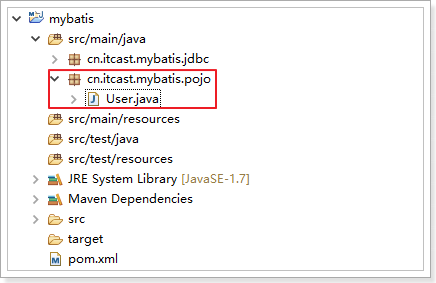 mybatis
src/main/java
cn.itcast.mybatis.jdbc
cn.itcast.mybatis.pojo
User.java
src/main/resources
src/test/java
src/test/resources
JRE System Library [JavaSE-1.7]
Maven Dependencies
src
target
pom.xml